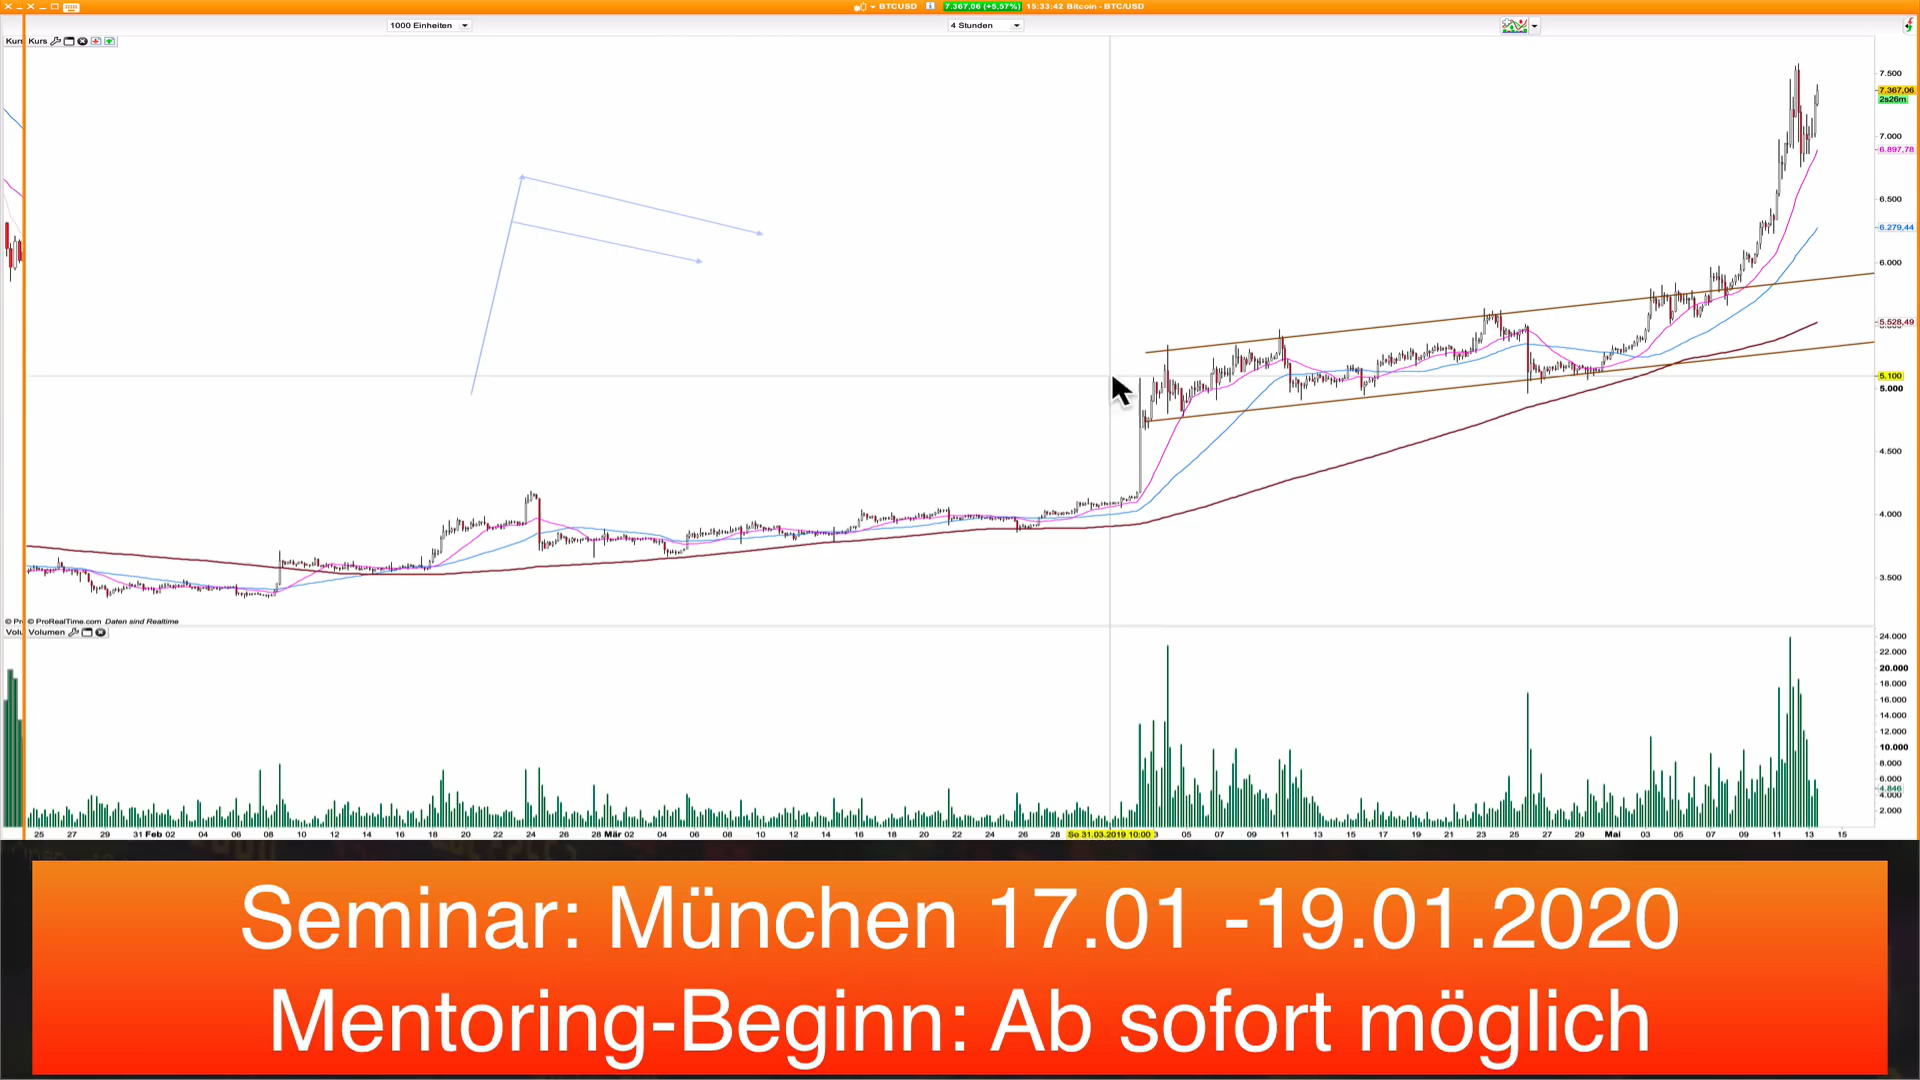 BTCUSD 7.367,06 (+5,57%) 15:33:42 Bitcoin - BTC/USD
1000 Einheiten 4 Stunden
Kurs Kurs
7.500
7.367,06
2s26m
7.000
6.897,78
6.500
6.279,44
6.000
5.528,49
5.100
5.000
4.500
4.000
3.500
© Pr © ProRealTime.com Daten sind Realtime
Volu Volumen
24.000
22.000
20.000
18.000
16.000
14.000
12.000
10.000
8.000
6.000
4.846
4.000
2.000
25 27 29 31 Feb 02 04 06 08 10 12 14 16 18 20 22 24 26 28 Mär 02 04 06 08 10 12 14 16 18 20 22 24 26 28 So 31.03.2019 10:00 3 05 07 09 11 13 15 17 19 21 23 25 27 29 Mai 03 05 07 09 11 13 15
Seminar: München 17.01 -19.01.2020
Mentoring-Beginn: Ab sofort möglich